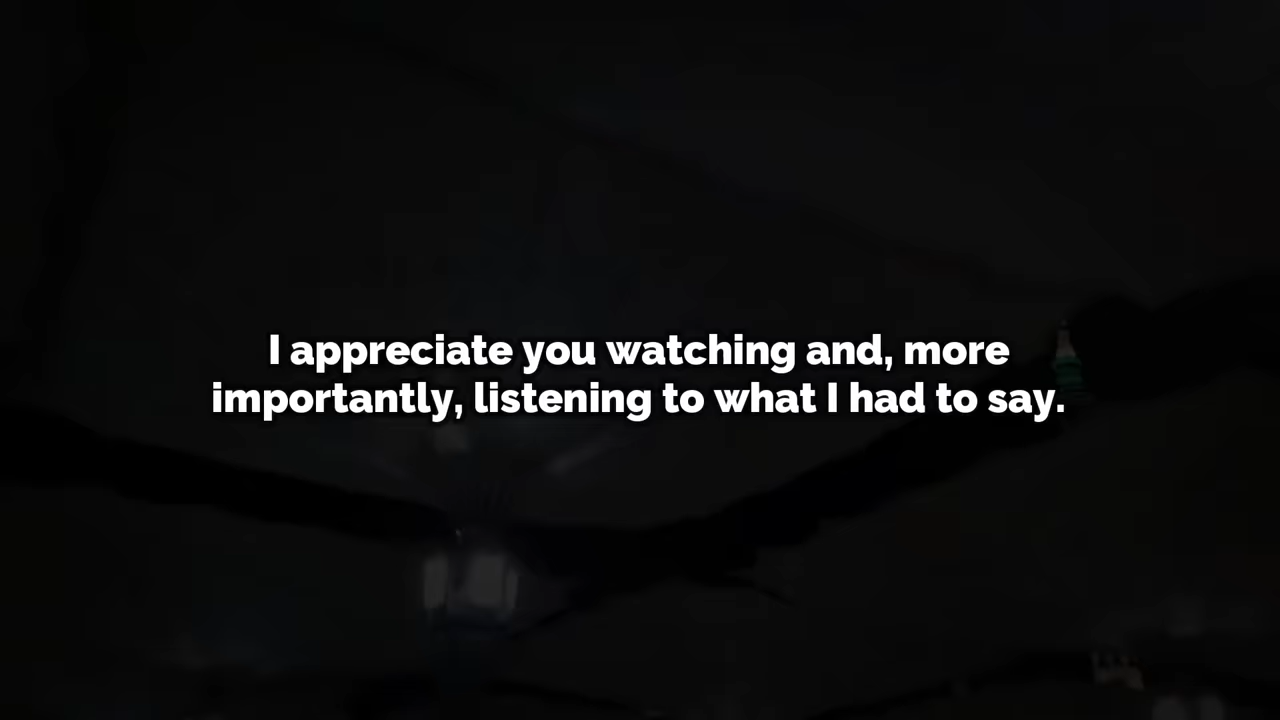 I appreciate you watching and, more
importantly, listening to what I had to say.